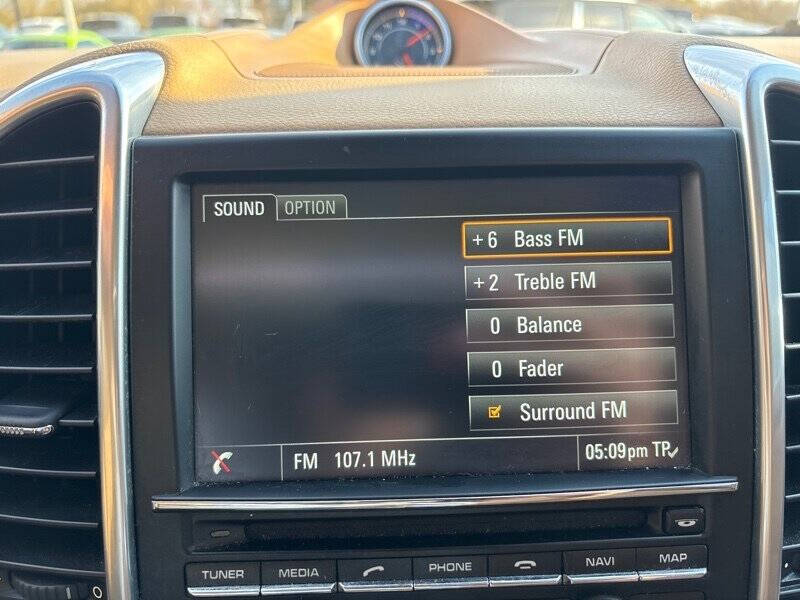 SOUND OPTION
+ 6 Bass FM
+ 2 Treble FM
0 Balance
0 Fader
Surround FM
FM 107.1 MHz 05:09pm TP
TUNER MEDIA PHONE NAVI MAP